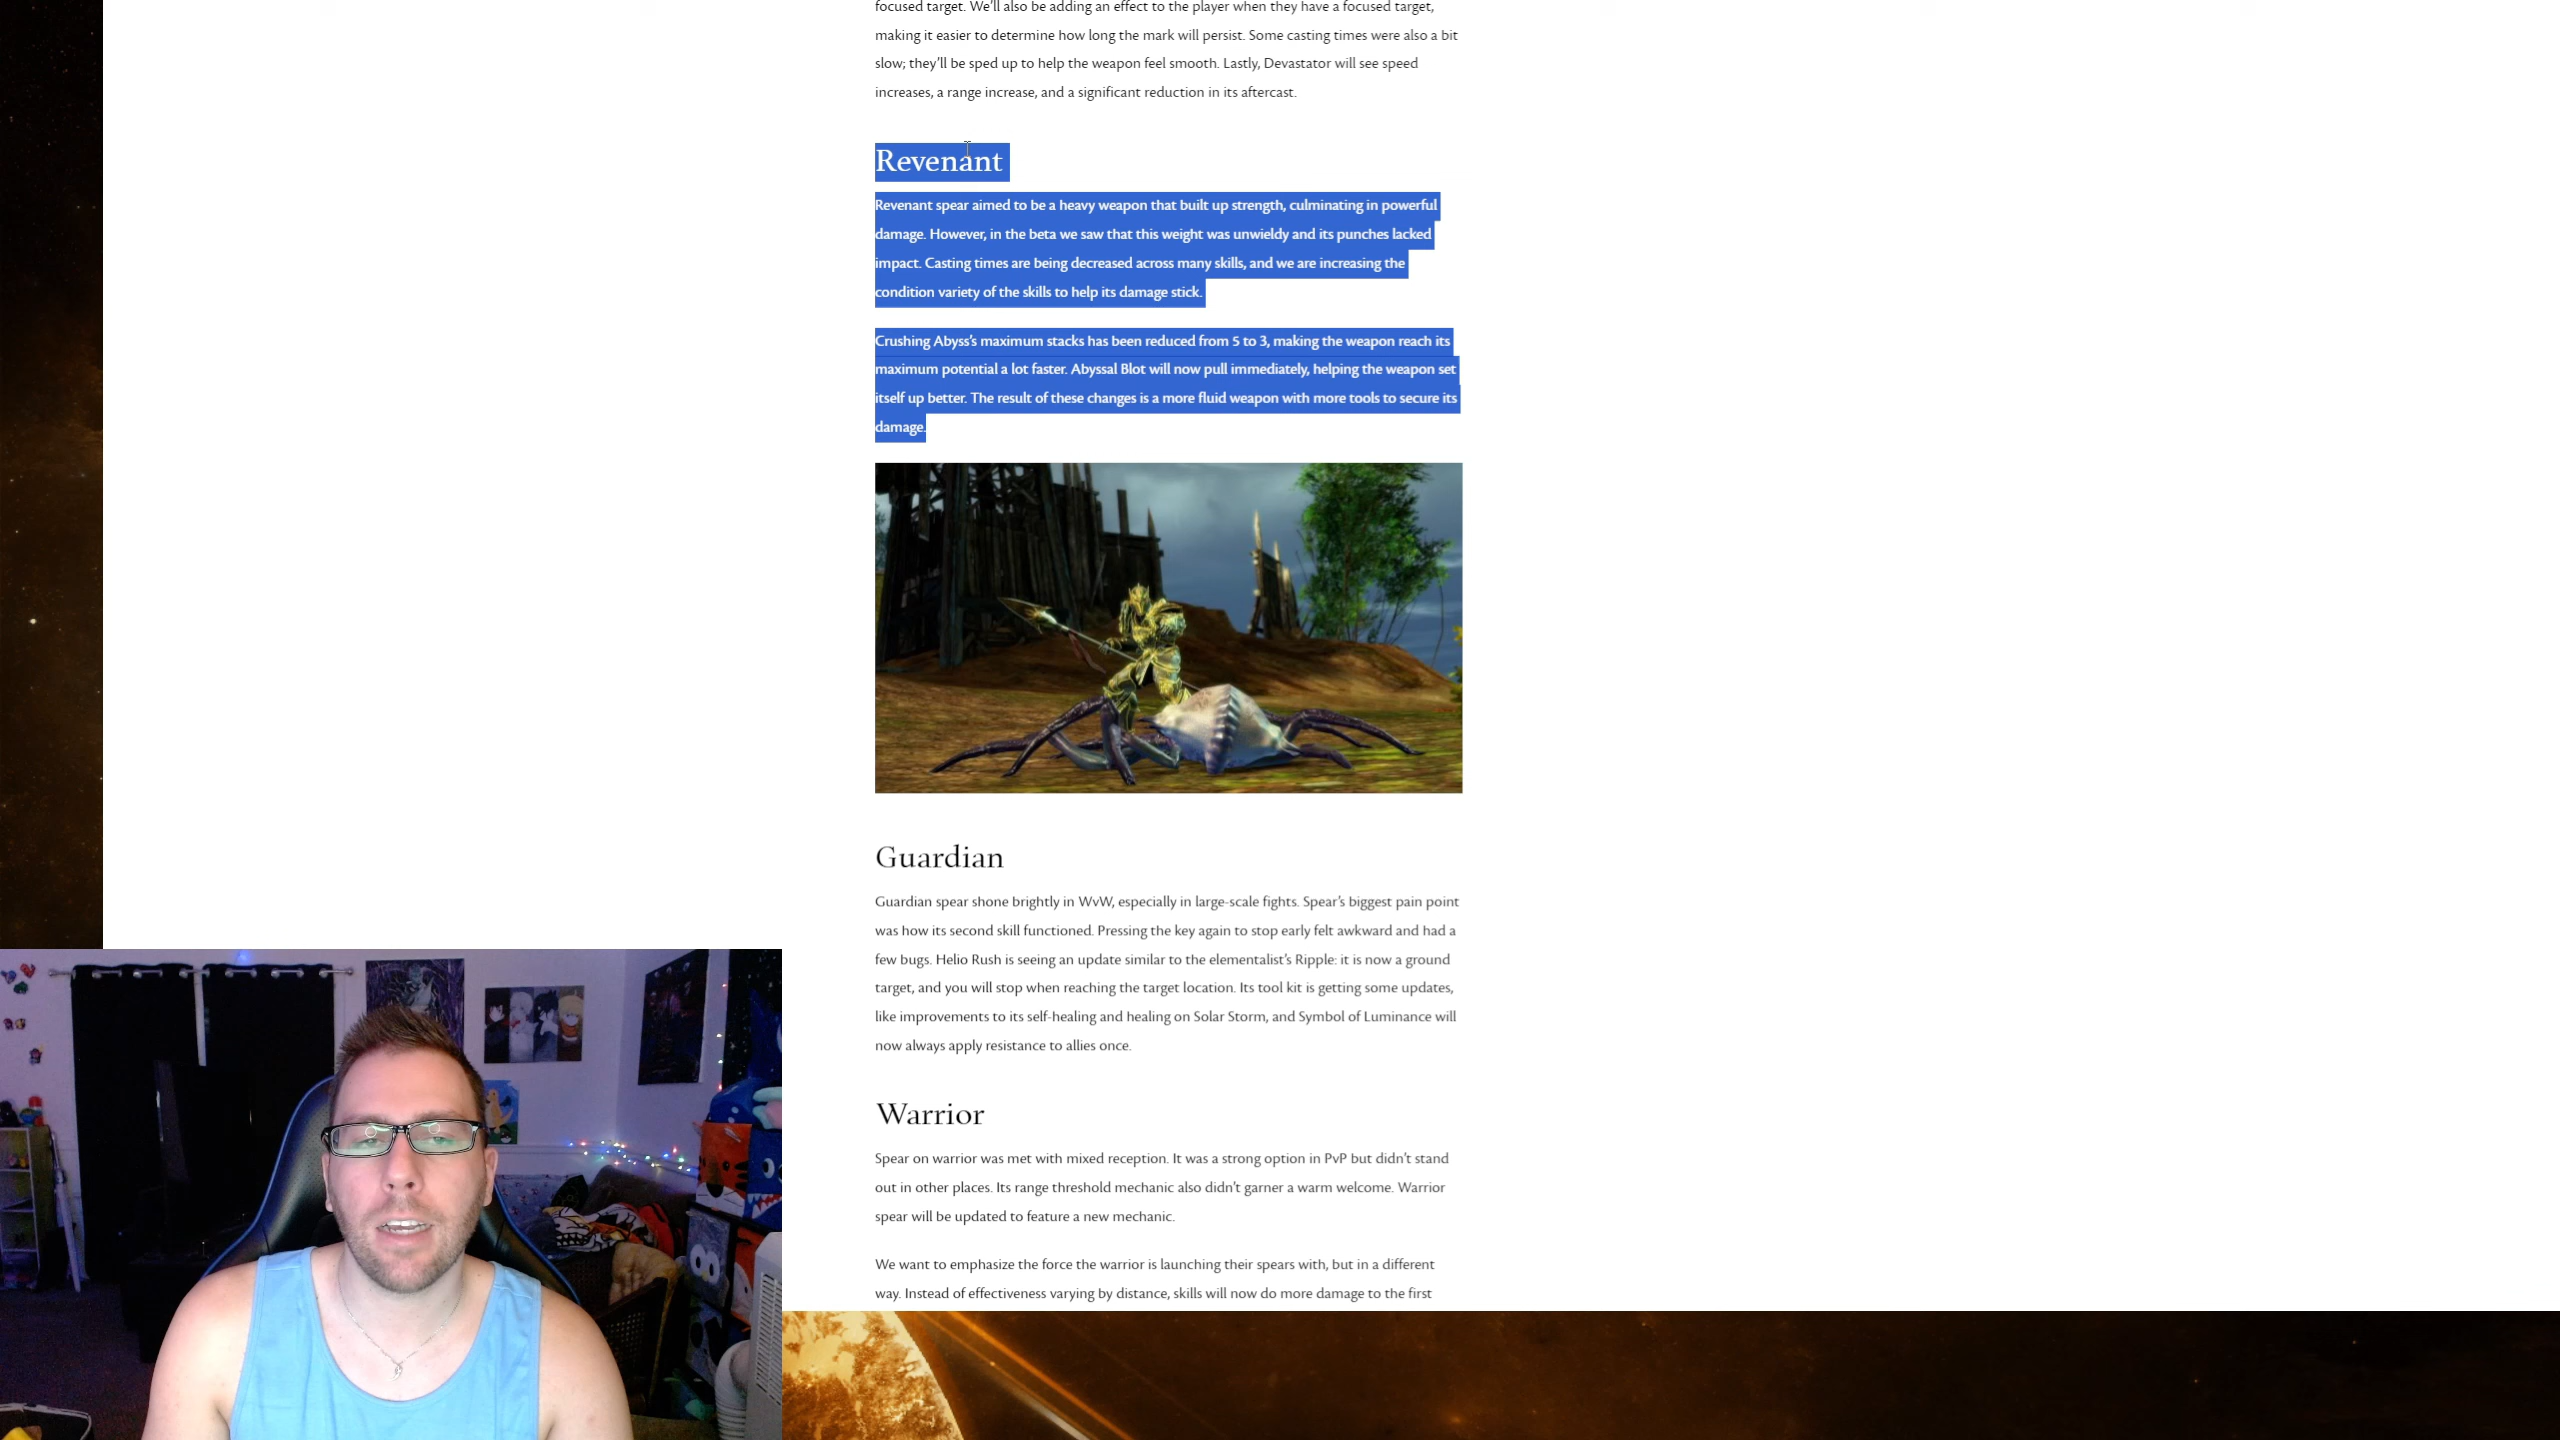 focused target. We'll also be adding an effect to the player when they have a focused target,
making it easier to determine how long the mark will persist. Some casting times were also a bit
slow; they'll be sped up to help the weapon feel smooth. Lastly, Devastator will see speed
increases, a range increase, and a significant reduction in its aftercast.
Revenant
Revenant spear aimed to be a heavy weapon that built up strength, culminating in powerful
damage. However, in the beta we saw that this weight was unwieldy and its punches lacked
impact. Casting times are being decreased across many skills, and we are increasing the
condition variety of the skills to help its damage stick.
Crushing Abyss's maximum stacks has been reduced from 5 to 3, making the weapon reach its
maximum potential a lot faster. Abyssal Blot will now pull immediately, helping the weapon set
itself up better. The result of these changes is a more fluid weapon with more tools to secure its
damage.
Guardian
Guardian spear shone brightly in WvW, especially in large-scale fights. Spear's biggest pain point
was how its second skill functioned. Pressing the key again to stop early felt awkward and had a
few bugs. Helio Rush is seeing an update similar to the elementalist's Ripple: it is now a ground
target, and you will stop when reaching the target location. Its tool kit is getting some updates,
like improvements to its self-healing and healing on Solar Storm, and Symbol of Luminance will
now always apply resistance to allies once.
Warrior
Spear on warrior was met with mixed reception. It was a strong option in PvP but didn't stand
out in other places. Its range threshold mechanic also didn't garner a warm welcome. Warrior
spear will be updated to feature a new mechanic.
We want to emphasize the force the warrior is launching their spears with, but in a different
way. Instead of effectiveness varying by distance, skills will now do more damage to the first